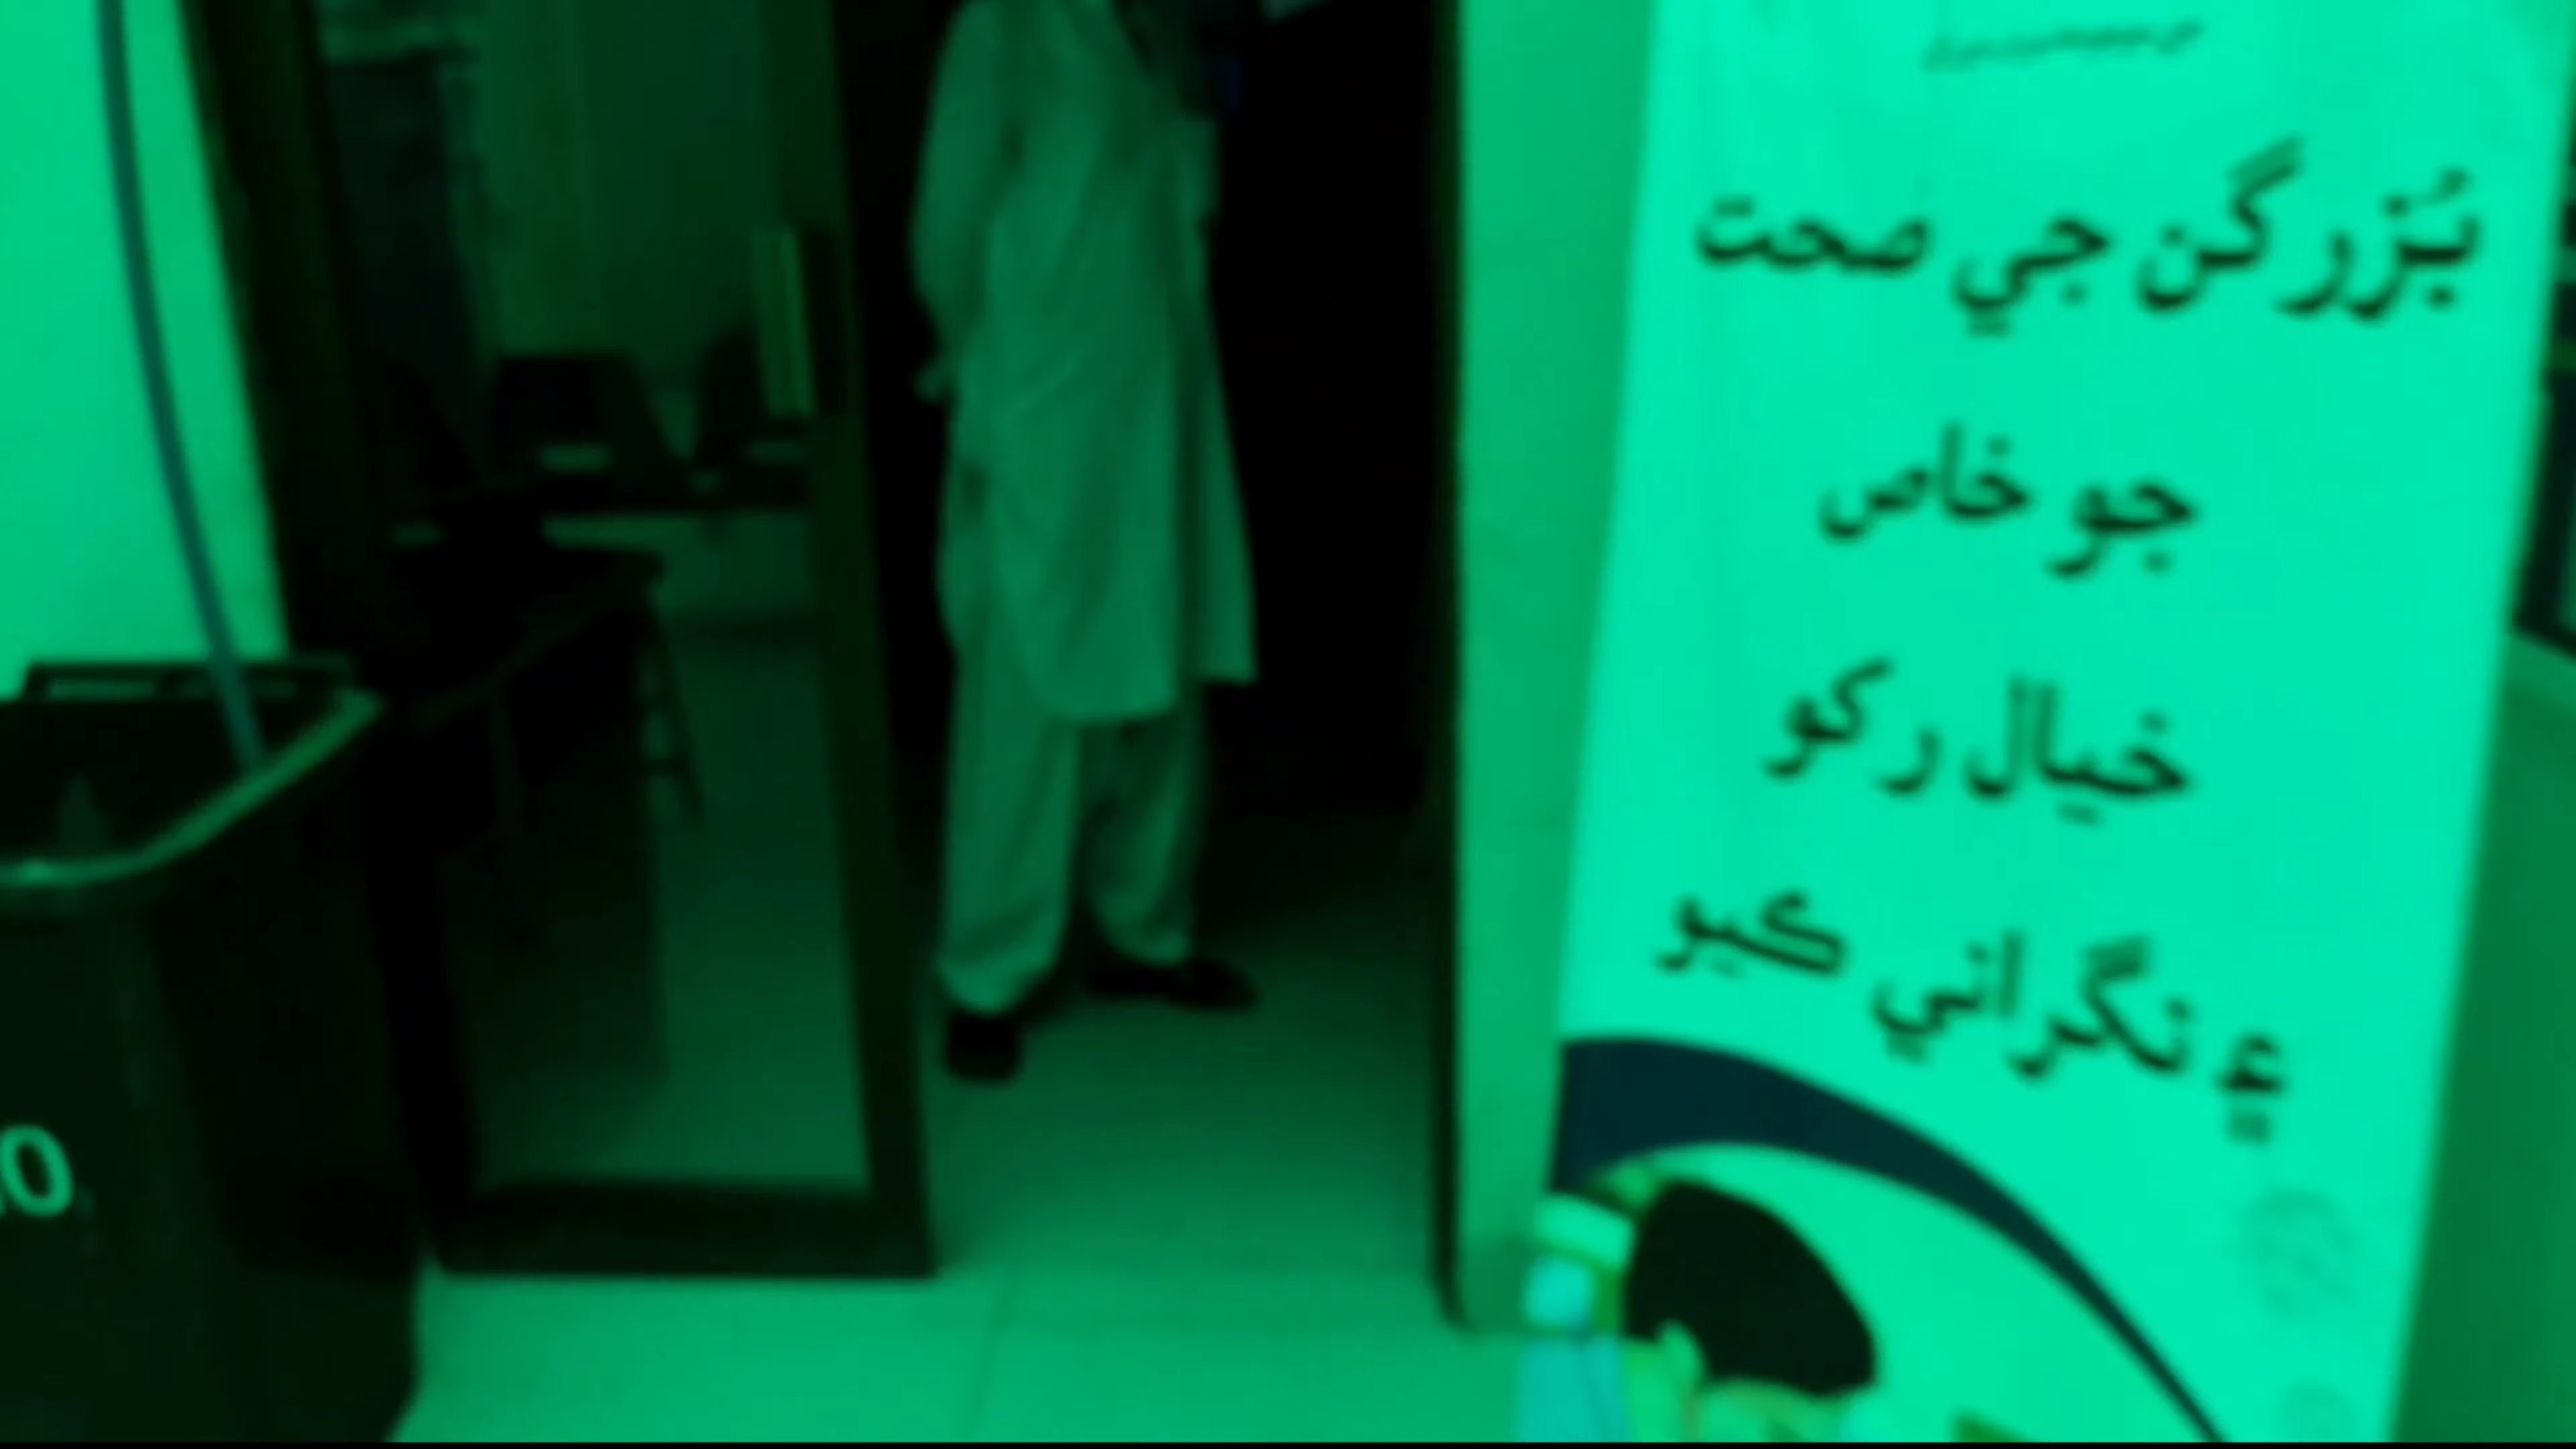 بُزرگن جي صحت
جو خاص
خيال رکو
۽ نگراني ڪيو